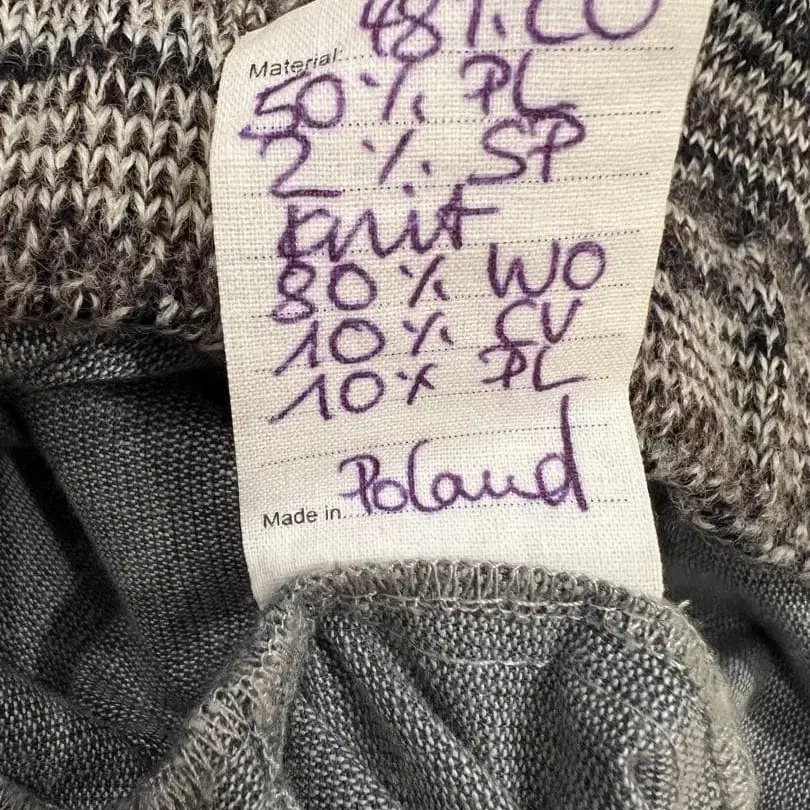 Material: 48%. CO
50%. PL
2%. SP
knit
80% WO
10% CV
10% PL
Made in Poland